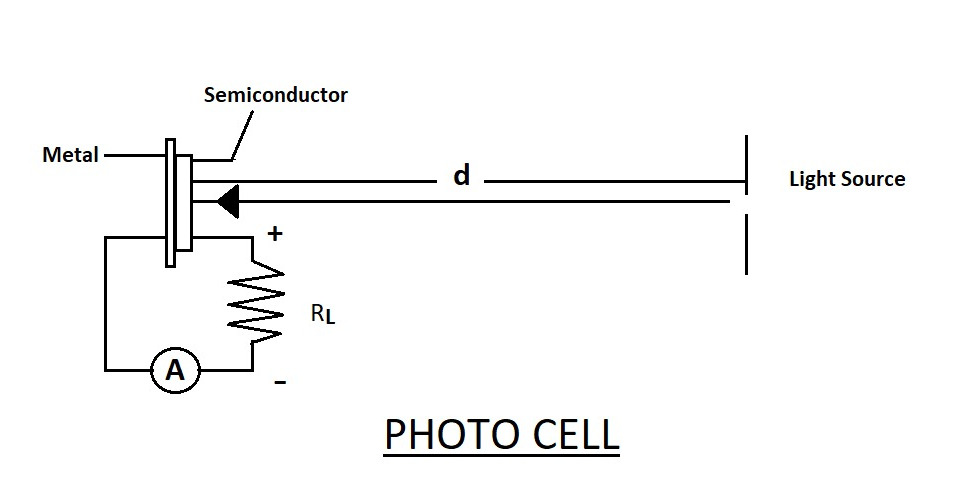 Semiconductor
Metal
d
Light Source
+
RL
A
–
PHOTO CELL